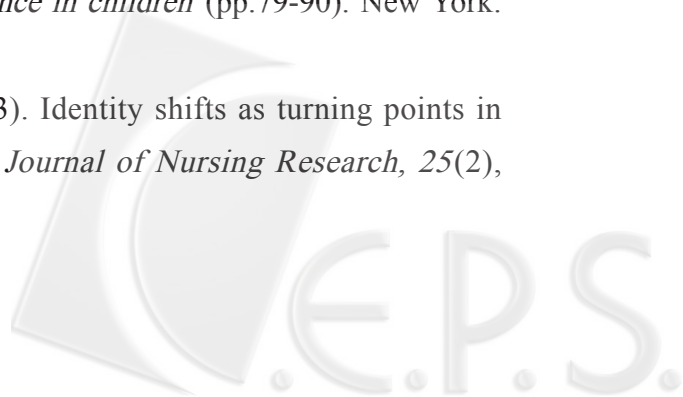 nce in children (pp.79-90). New York:
3). Identity shifts as turning points in
Journal of Nursing Research, 25(2),
C.E.P.S.